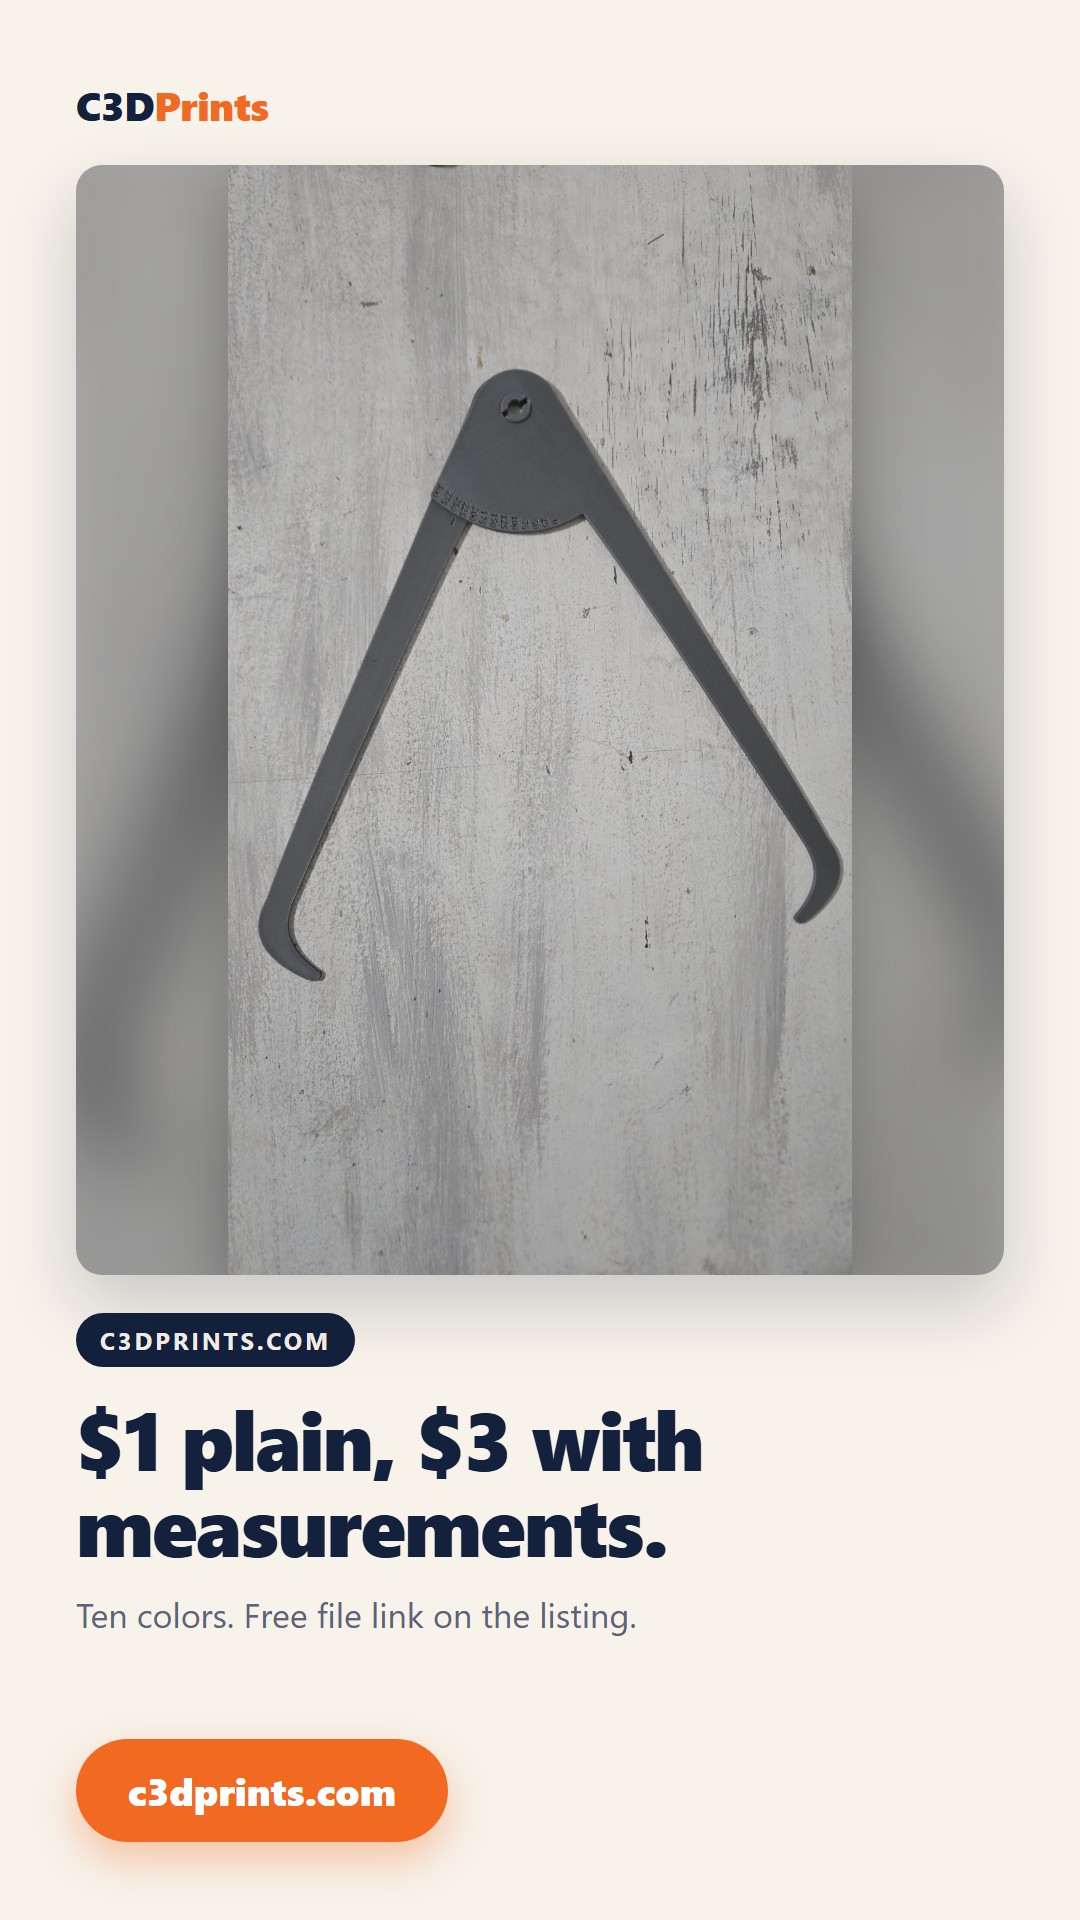 C3DPrints
C3DPRINTS.COM
$1 plain, $3 with
measurements.
Ten colors. Free file link on the listing.
c3dprints.com